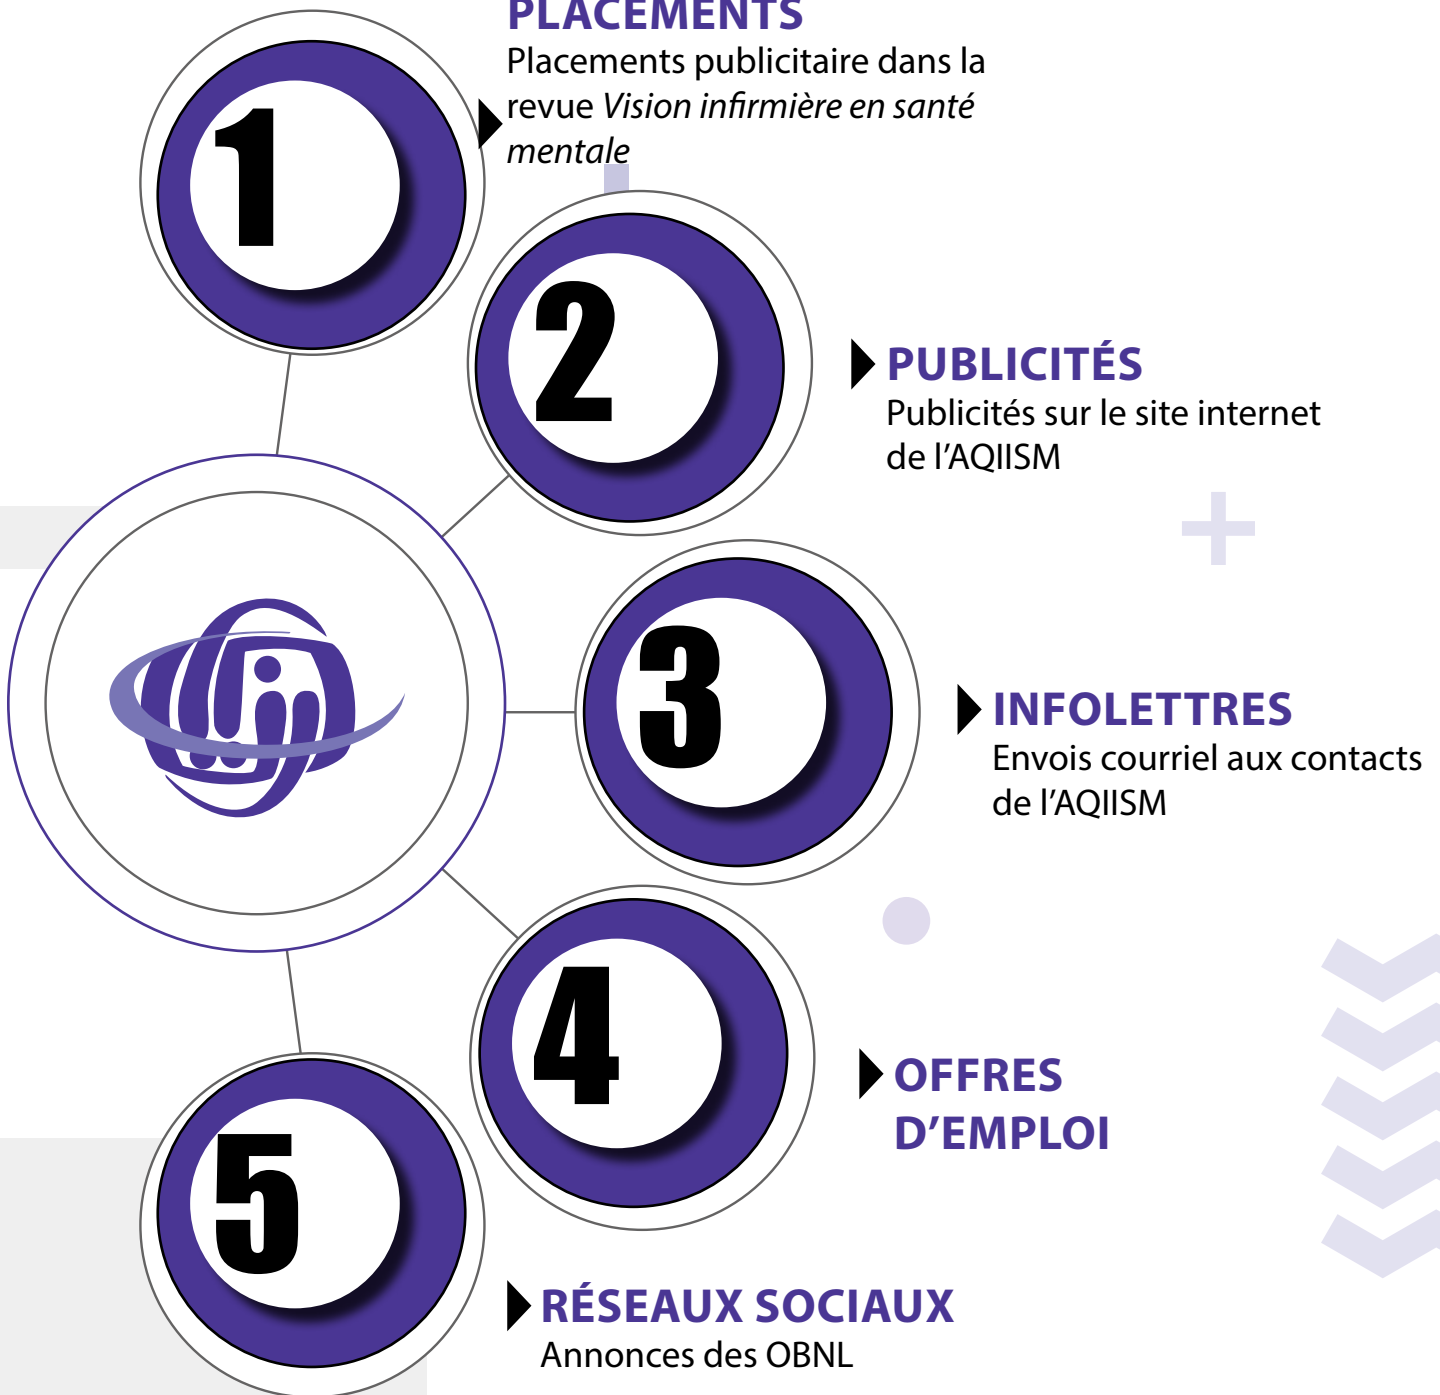 1
PLACEMENTS
Placements publicitaire dans la
revue Vision infirmière en santé
mentale
2
PUBLICITÉS
Publicités sur le site internet
de l’AQIISM
3
INFOLETTRES
Envois courriel aux contacts
de l’AQIISM
4
OFFRES
D’EMPLOI
5
RÉSEAUX SOCIAUX
Annonces des OBNL